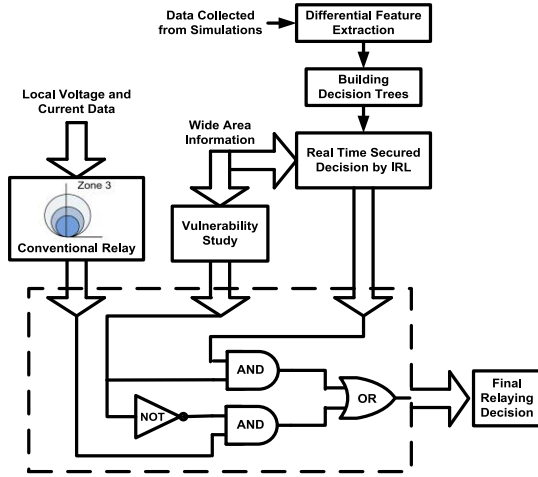 Data Collected
from Simulations
Differential Feature
Extraction
Building
Decision Trees
Local Voltage and
Current Data
Wide Area
Information
Real Time Secured
Decision by IRL
Zone 3
Conventional Relay
Vulnerability
Study
AND
NOT
AND
OR
Final
Relaying
Decision